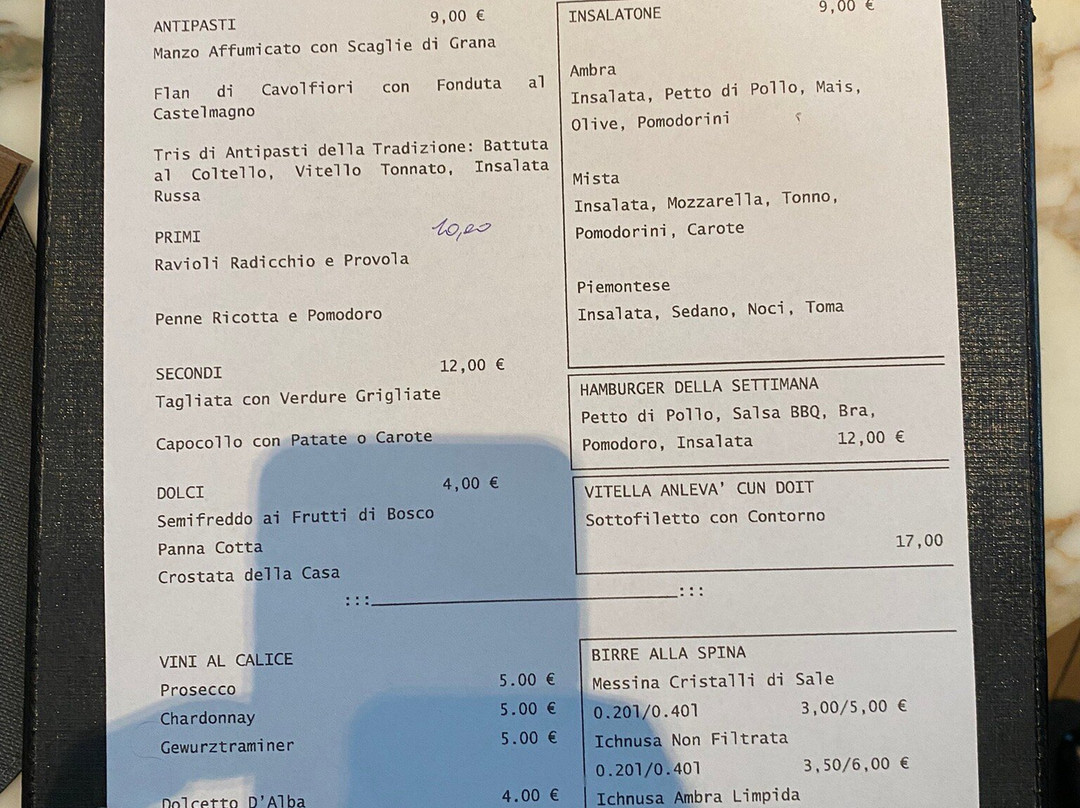 ANTIPASTI 9,00 €
Manzo Affumicato con Scaglie di Grana
Flan di Cavolfiori con Fonduta al
Castelmagno
Tris di Antipasti della Tradizione: Battuta
al Coltello, Vitello Tonnato, Insalata
Russa
PRIMI 10,00
Ravioli Radicchio e Provola
Penne Ricotta e Pomodoro
SECONDI 12,00 €
Tagliata con Verdure Grigliate
Capocollo con Patate o Carote
DOLCI 4,00 €
Semifreddo ai Frutti di Bosco
Panna Cotta
Crostata della Casa
:::_______________:::
VINI AL CALICE
Prosecco 5.00 €
Chardonnay 5.00 €
Gewurztraminer 5.00 €
Dolcetto D'Alba 4.00 €
INSALATONE 9,00 €
Ambra
Insalata, Petto di Pollo, Mais,
Olive, Pomodorini
Mista
Insalata, Mozzarella, Tonno,
Pomodorini, Carote
Piemontese
Insalata, Sedano, Noci, Toma
HAMBURGER DELLA SETTIMANA
Petto di Pollo, Salsa BBQ, Bra,
Pomodoro, Insalata 12,00 €
VITELLA ANLEVA' CUN DOIT
Sottofiletto con Contorno
17,00
BIRRE ALLA SPINA
Messina Cristalli di Sale
0.20l/0.40l 3,00/5,00 €
Ichnusa Non Filtrata
0.20l/0.40l 3,50/6,00 €
Ichnusa Ambra Limpida